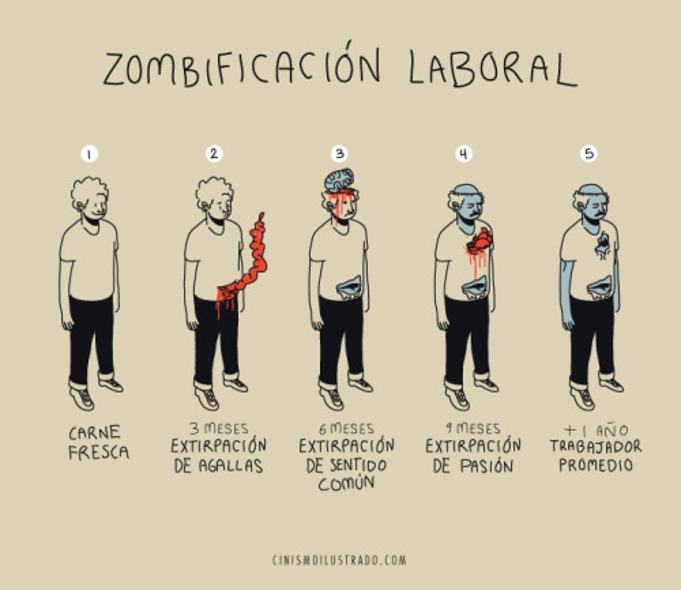 ZOMBIFICACIÓN LABORAL
1
2
3
4
5
CARNE
FRESCA
3 MESES
EXTIRPACIÓN
DE AGALLAS
6 MESES
EXTIRPACIÓN
DE SENTIDO
COMÚN
9 MESES
EXTIRPACIÓN
DE PASIÓN
+1 AÑO
TRABAJADOR
PROMEDIO
CINISMOILUSTRADO.COM